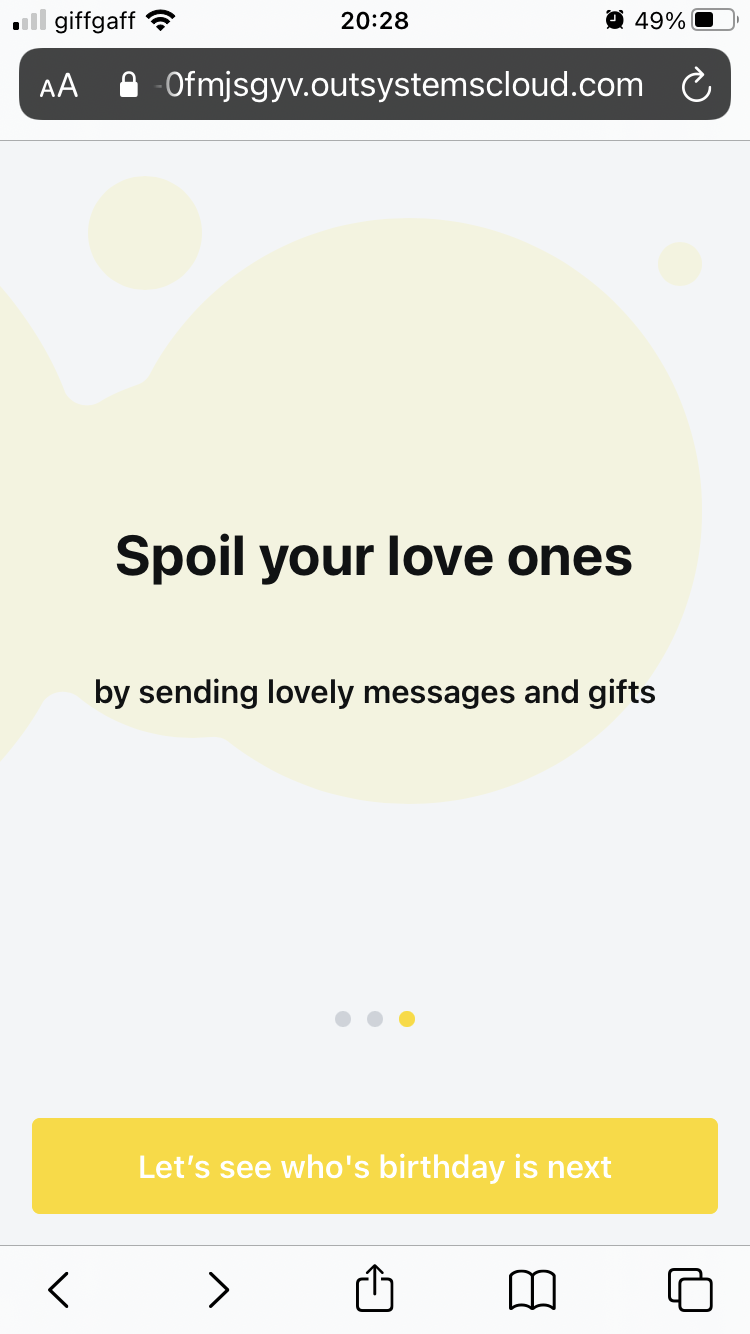 giffgaff 20:28 49%
AA -0fmjsgyv.outsystemscloud.com
Spoil your love ones
by sending lovely messages and gifts
Let’s see who's birthday is next